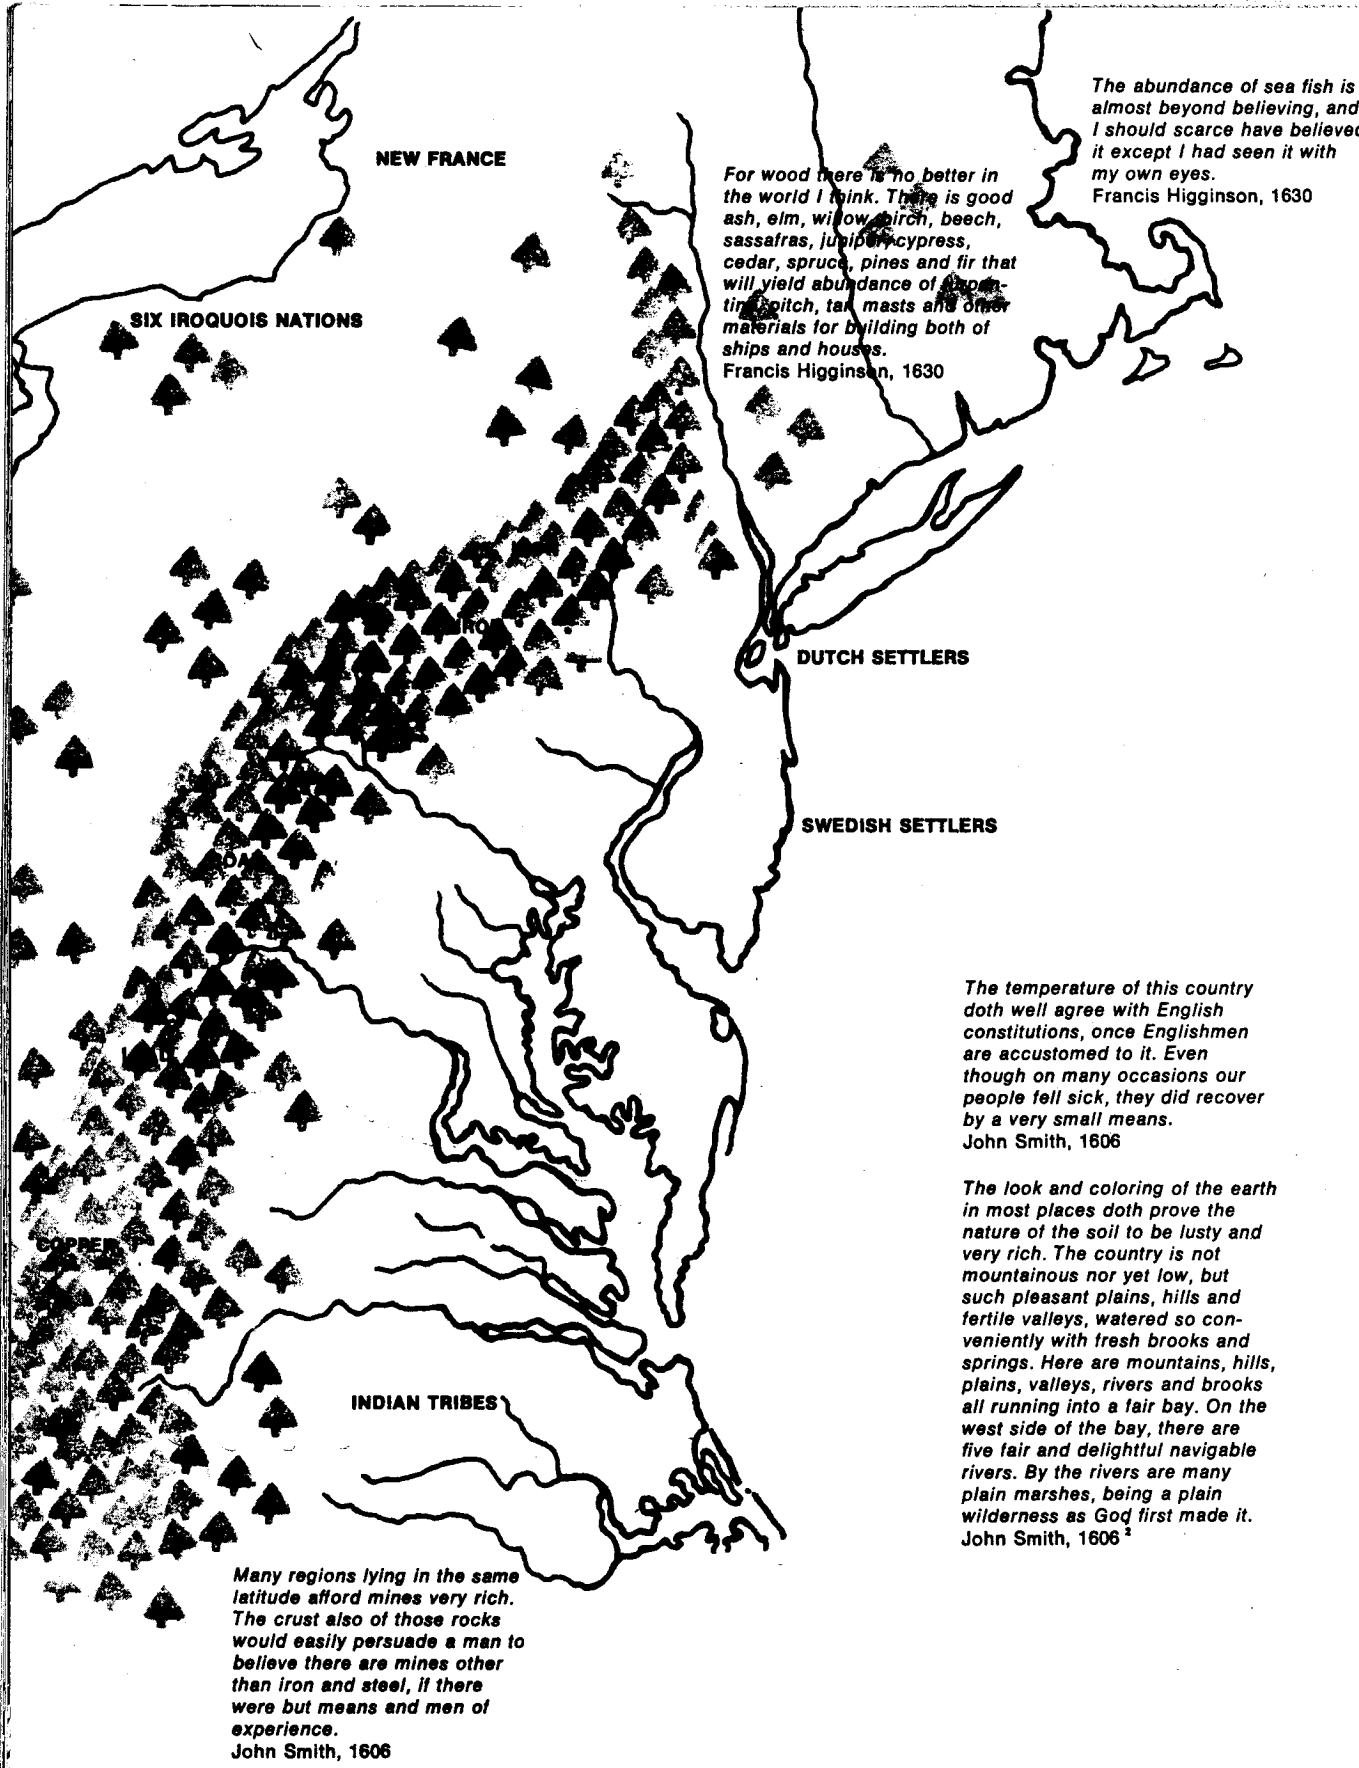 The abundance of sea fish is
almost beyond believing, and
I should scarce have believed
it except I had seen it with
my own eyes.
Francis Higginson, 1630
NEW FRANCE
For wood there is no better in
the world I think. There is good
ash, elm, willow, birch, beech,
sassafras, juniper, cypress,
cedar, spruce, pines and fir that
will yield abundance of turpen-
tine, pitch, tar, masts and other
materials for building both of
ships and houses.
Francis Higginson, 1630
SIX IROQUOIS NATIONS
IRON
DUTCH SETTLERS
SWEDISH SETTLERS
The temperature of this country
doth well agree with English
constitutions, once Englishmen
are accustomed to it. Even
though on many occasions our
people fell sick, they did recover
by a very small means.
John Smith, 1606
The look and coloring of the earth
in most places doth prove the
nature of the soil to be lusty and
very rich. The country is not
mountainous nor yet low, but
such pleasant plains, hills and
fertile valleys, watered so con-
veniently with fresh brooks and
springs. Here are mountains, hills,
plains, valleys, rivers and brooks
all running into a fair bay. On the
west side of the bay, there are
five fair and delightful navigable
rivers. By the rivers are many
plain marshes, being a plain
wilderness as God first made it.
John Smith, 1606 ²
COPPER
INDIAN TRIBES
Many regions lying in the same
latitude afford mines very rich.
The crust also of those rocks
would easily persuade a man to
believe there are mines other
than iron and steel, if there
were but means and men of
experience.
John Smith, 1606